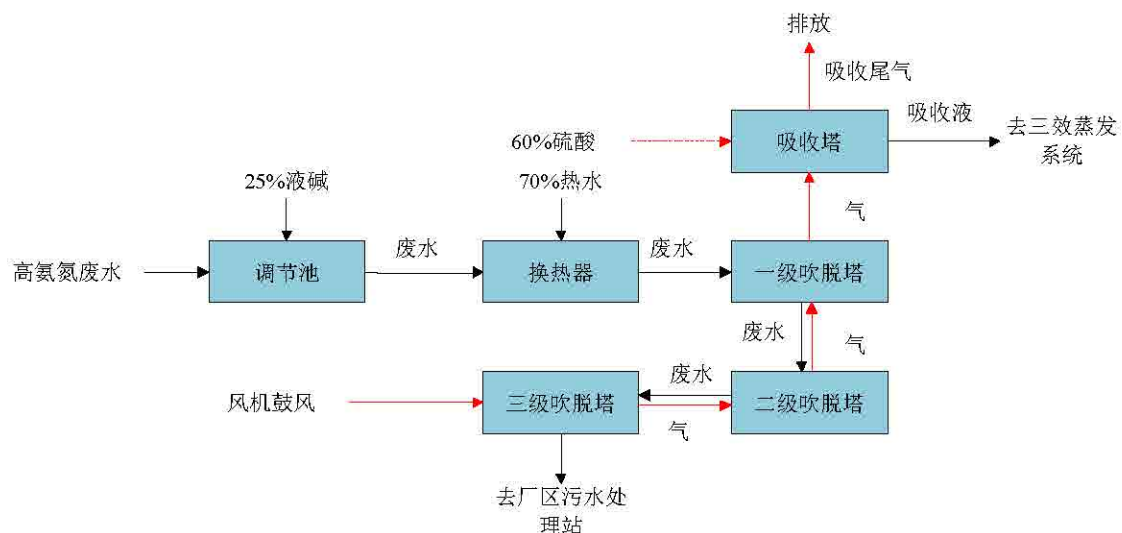 排放
吸收尾气
吸收液
60%硫酸
吸收塔
去三效蒸发
系统
25%液碱
70%热水
气
高氨氮废水
调节池
废水
换热器
废水
一级吹脱塔
废水
气
风机鼓风
三级吹脱塔
废水
气
二级吹脱塔
去厂区污水处
理站